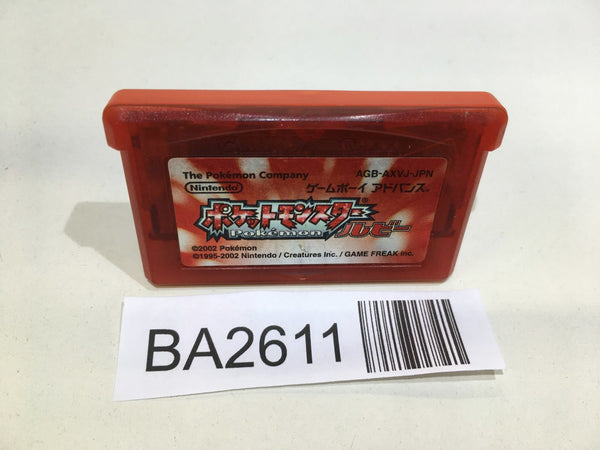 The Pokémon Company AGB-AXVJ-JPN
Nintendo ゲームボーイ アドバンス®
ポケットモンスター®
Pokémon ルビー
©2002 Pokémon
©1995-2002 Nintendo / Creatures Inc. / GAME FREAK Inc.
BA2611